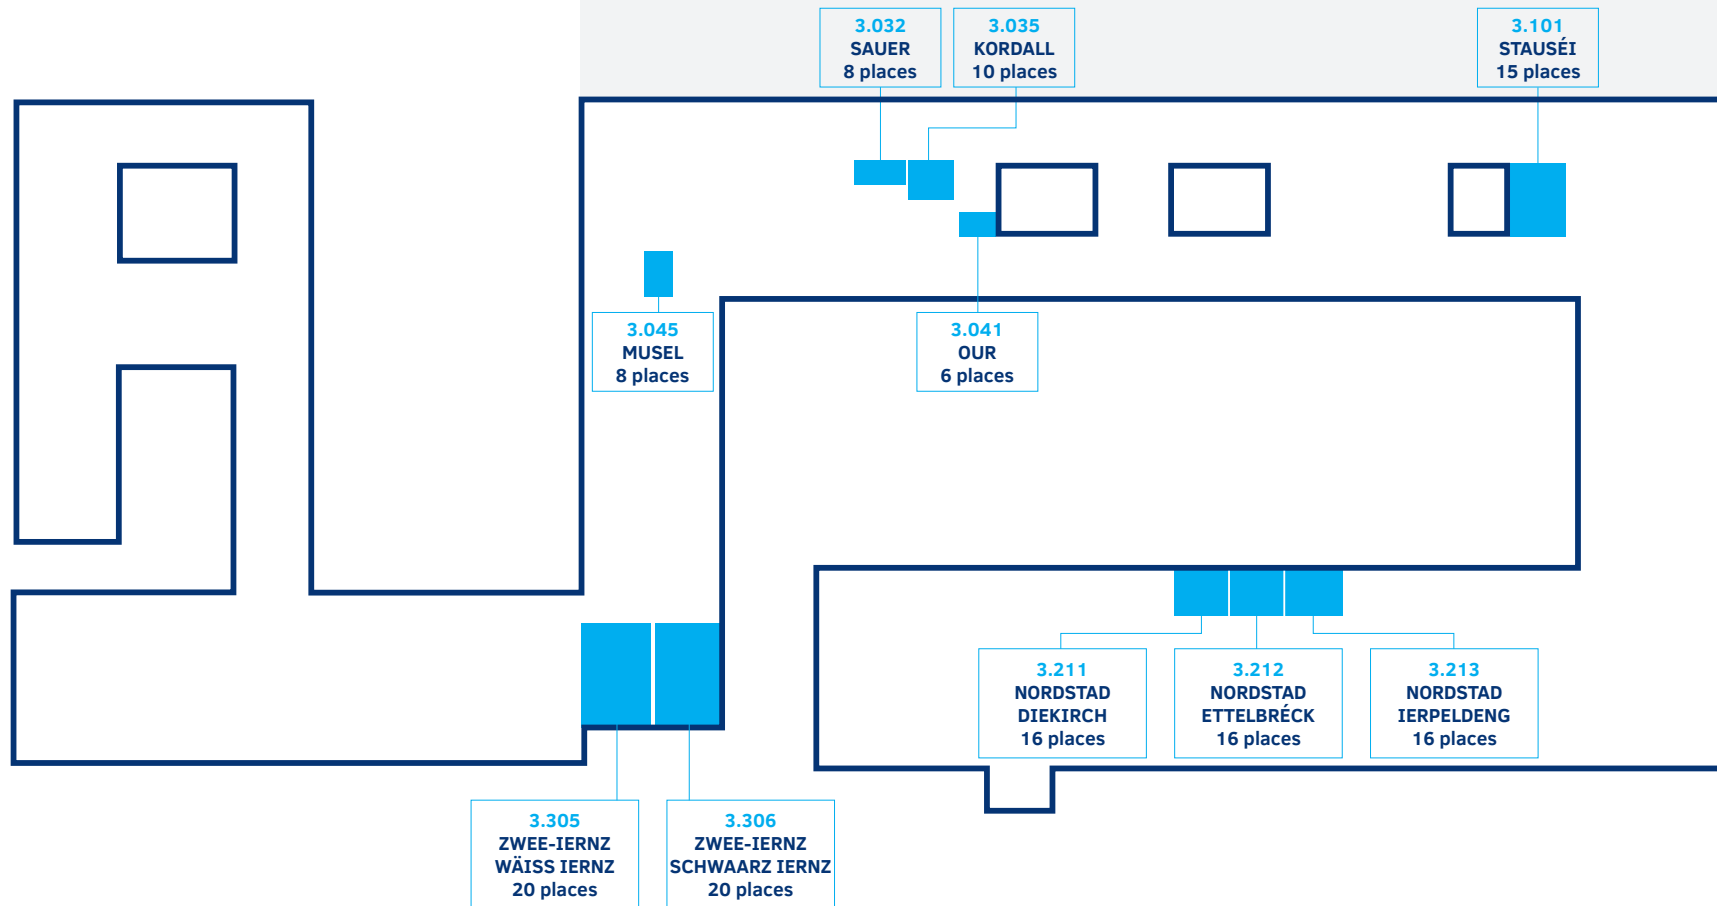 3.032
SAUER
8 places
3.035
KORDALL
10 places
3.101
STAUSÉI
15 places
3.045
MUSEL
8 places
3.041
OUR
6 places
3.211
NORDSTAD
DIEKIRCH
16 places
3.212
NORDSTAD
ETTELBRÉCK
16 places
3.213
NORDSTAD
IERPELDENG
16 places
3.305
ZWEE-IERNZ
WÄISS IERNZ
20 places
3.306
ZWEE-IERNZ
SCHWAARZ IERNZ
20 places